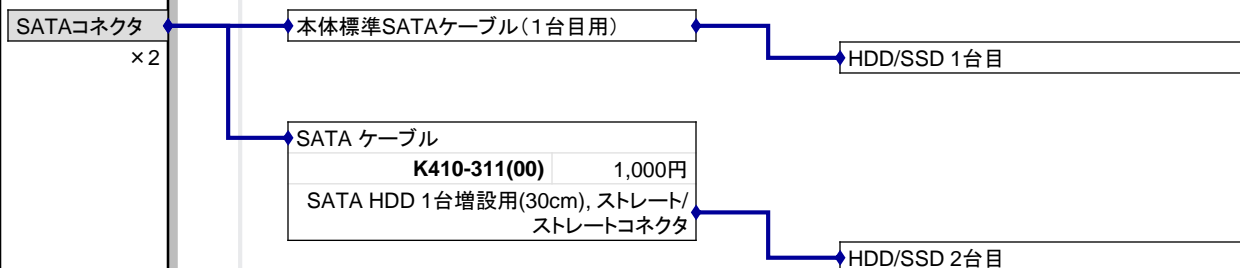 SATAコネクタ
×2
本体標準SATAケーブル（1台目用）
HDD/SSD 1台目
SATA ケーブル
K410-311(00) 1,000円
SATA HDD 1台増設用(30cm), ストレート/
ストレートコネクタ
HDD/SSD 2台目